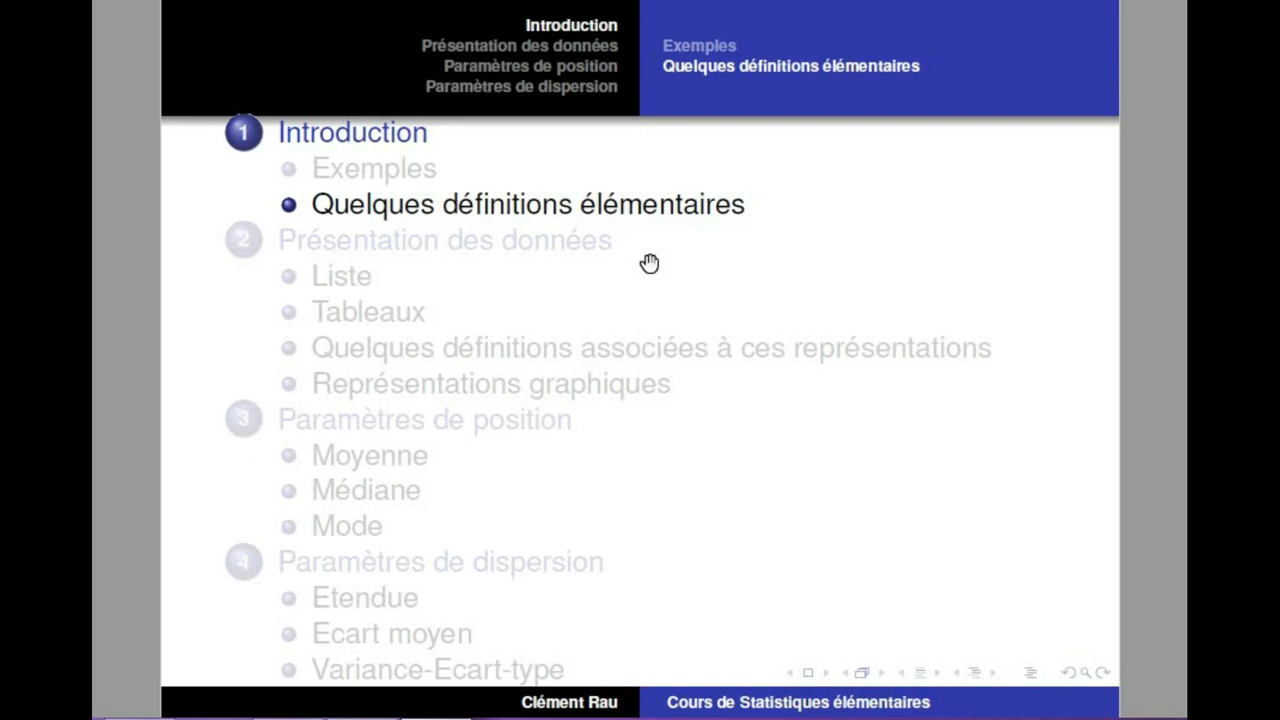 Introduction
Présentation des données
Paramètres de position
Paramètres de dispersion
Exemples
Quelques définitions élémentaires
1 Introduction
Exemples
Quelques définitions élémentaires
2 Présentation des données
Liste
Tableaux
Quelques définitions associées à ces représentations
Représentations graphiques
3 Paramètres de position
Moyenne
Médiane
Mode
4 Paramètres de dispersion
Etendue
Ecart moyen
Variance-Ecart-type
Clément Rau
Cours de Statistiques élémentaires